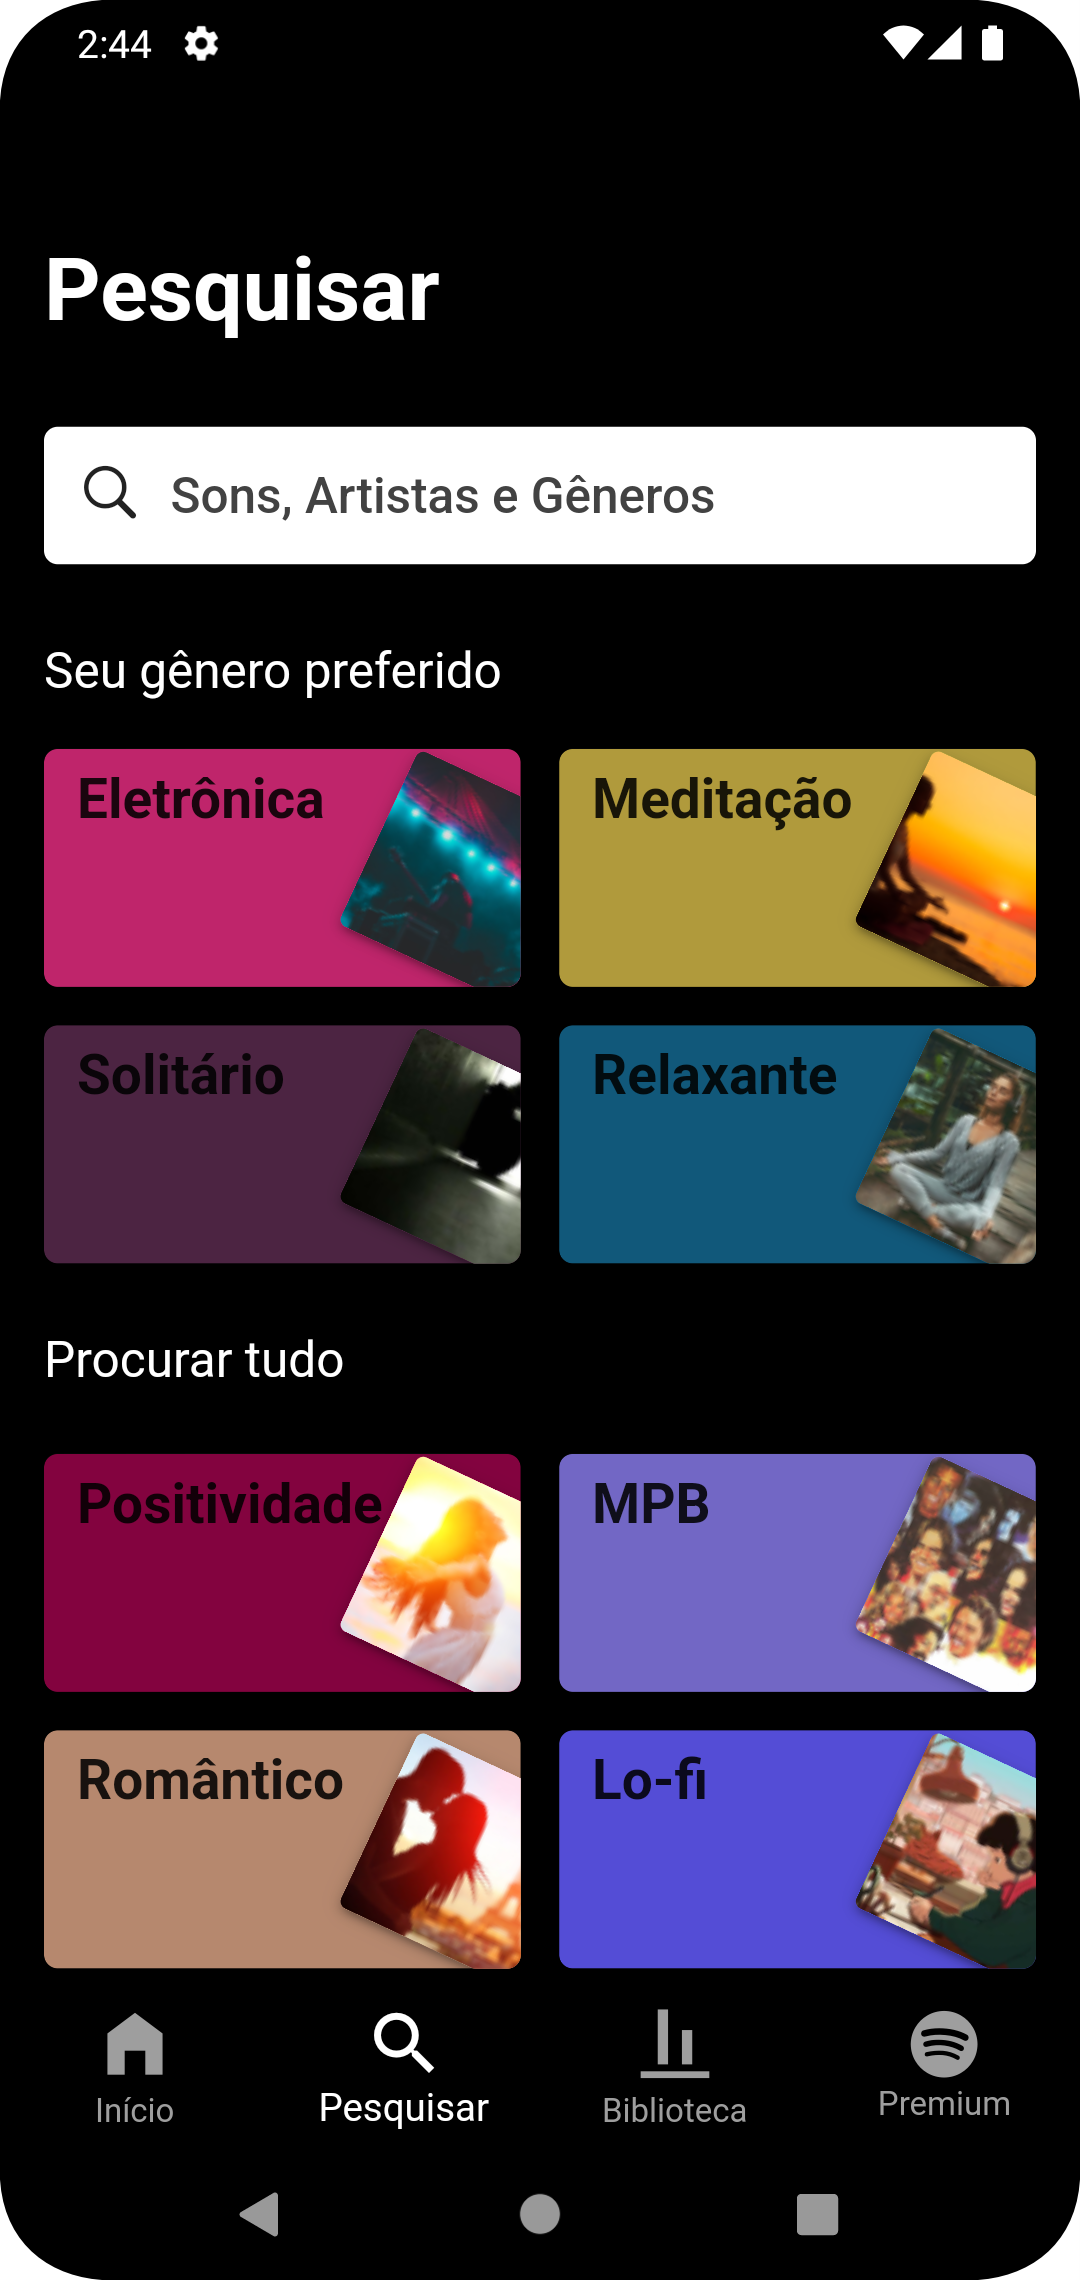 2:44
Pesquisar
Sons, Artistas e Gêneros
Seu gênero preferido
Eletrônica
Meditação
Solitário
Relaxante
Procurar tudo
Positividade
MPB
Romântico
Lo-fi
Início
Pesquisar
Biblioteca
Premium